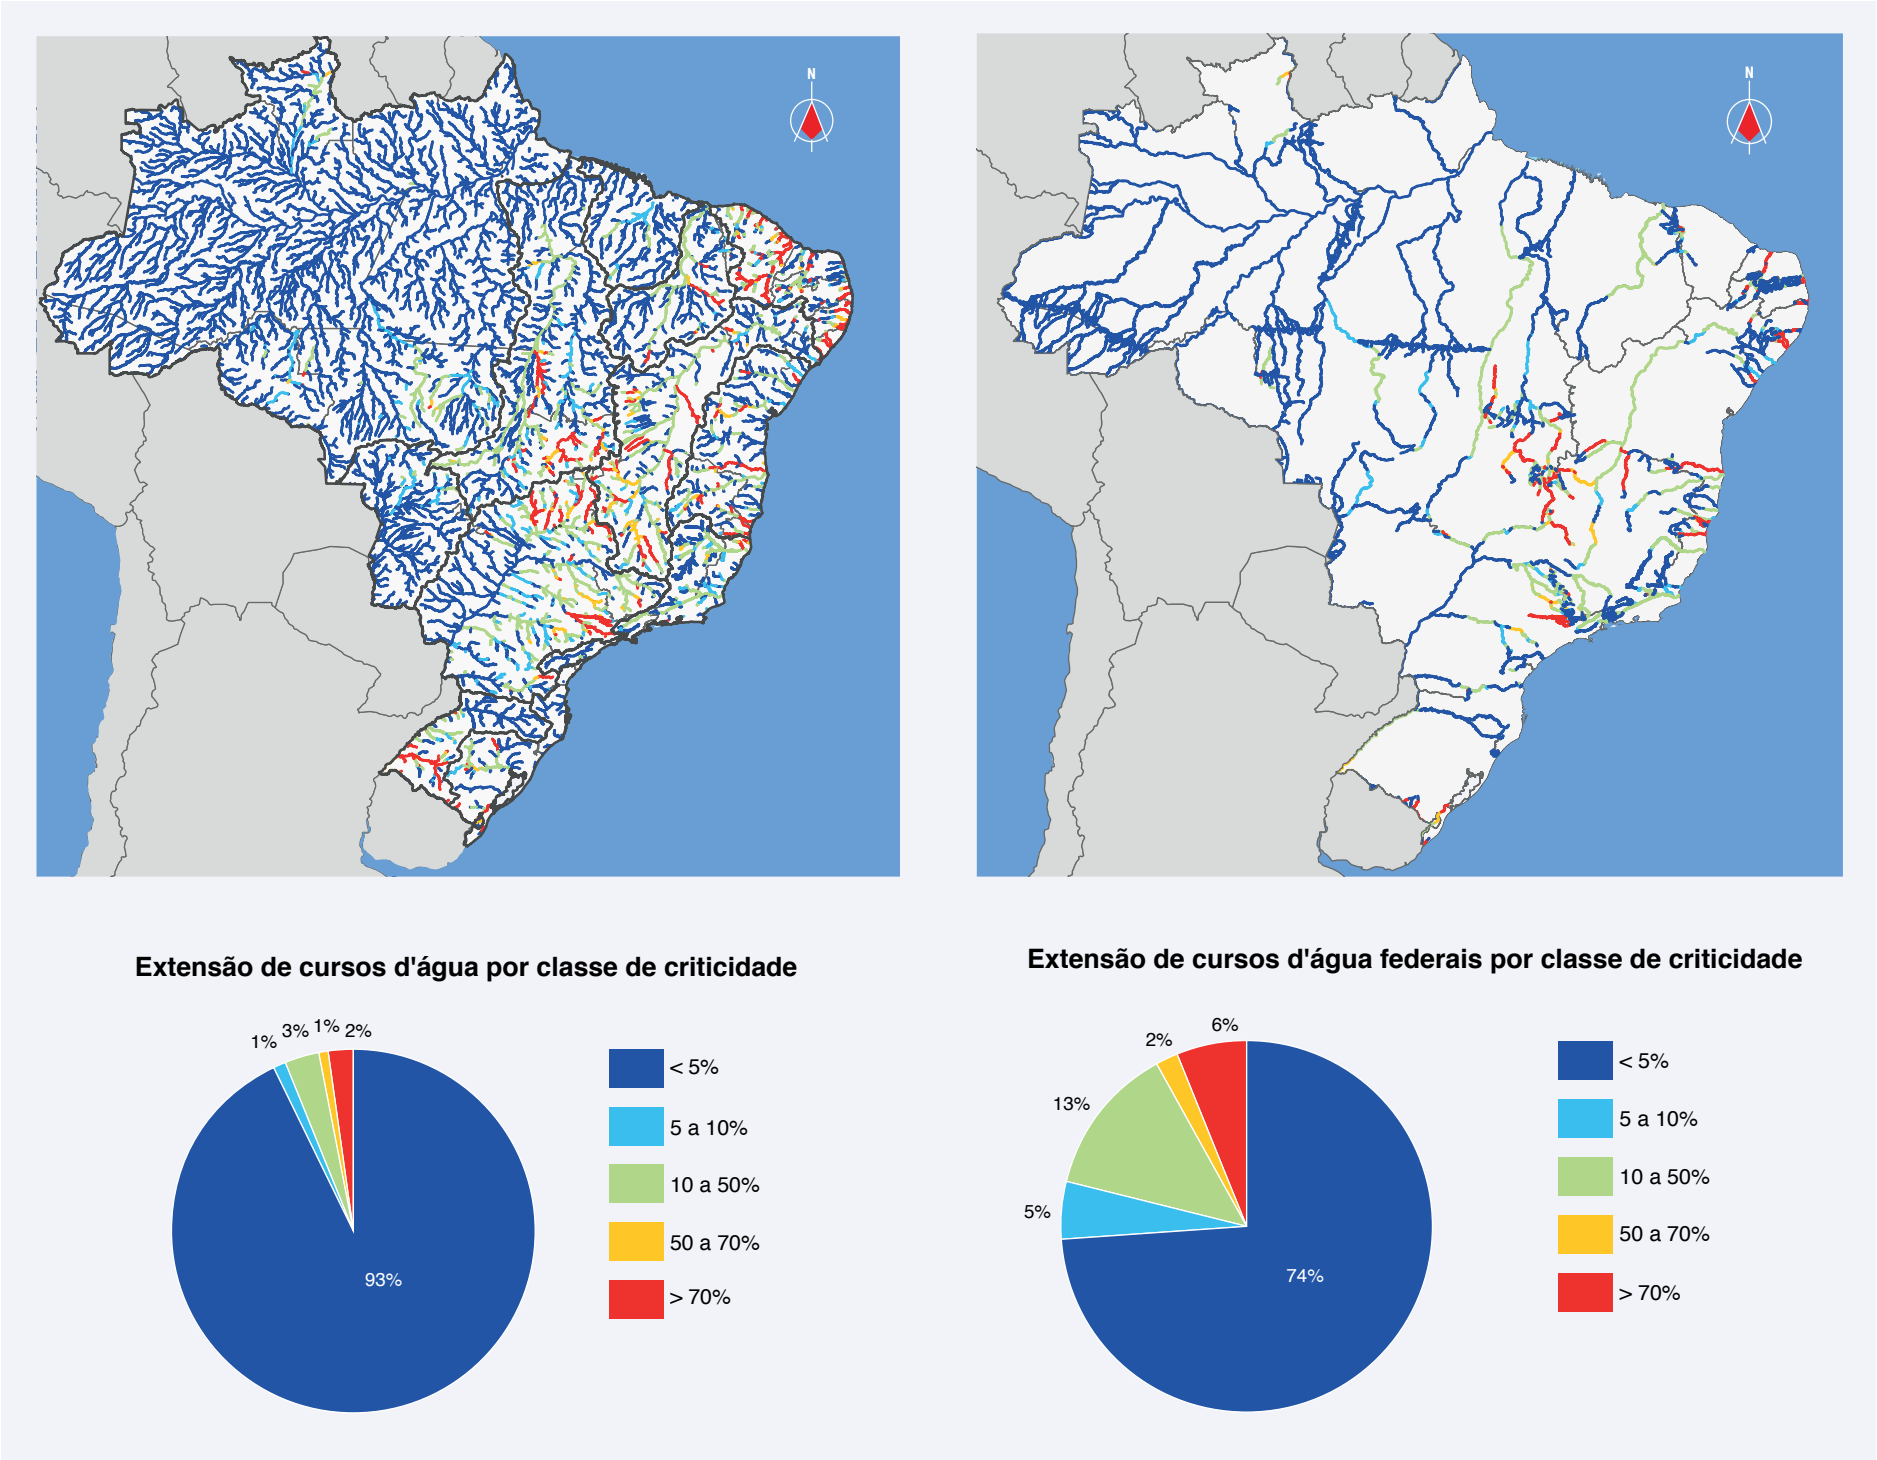 N
N
Extensão de cursos d'água por classe de criticidade
1%
3%
1%
2%
93%
< 5%
5 a 10%
10 a 50%
50 a 70%
> 70%
Extensão de cursos d'água federais por classe de criticidade
6%
2%
13%
5%
74%
< 5%
5 a 10%
10 a 50%
50 a 70%
> 70%